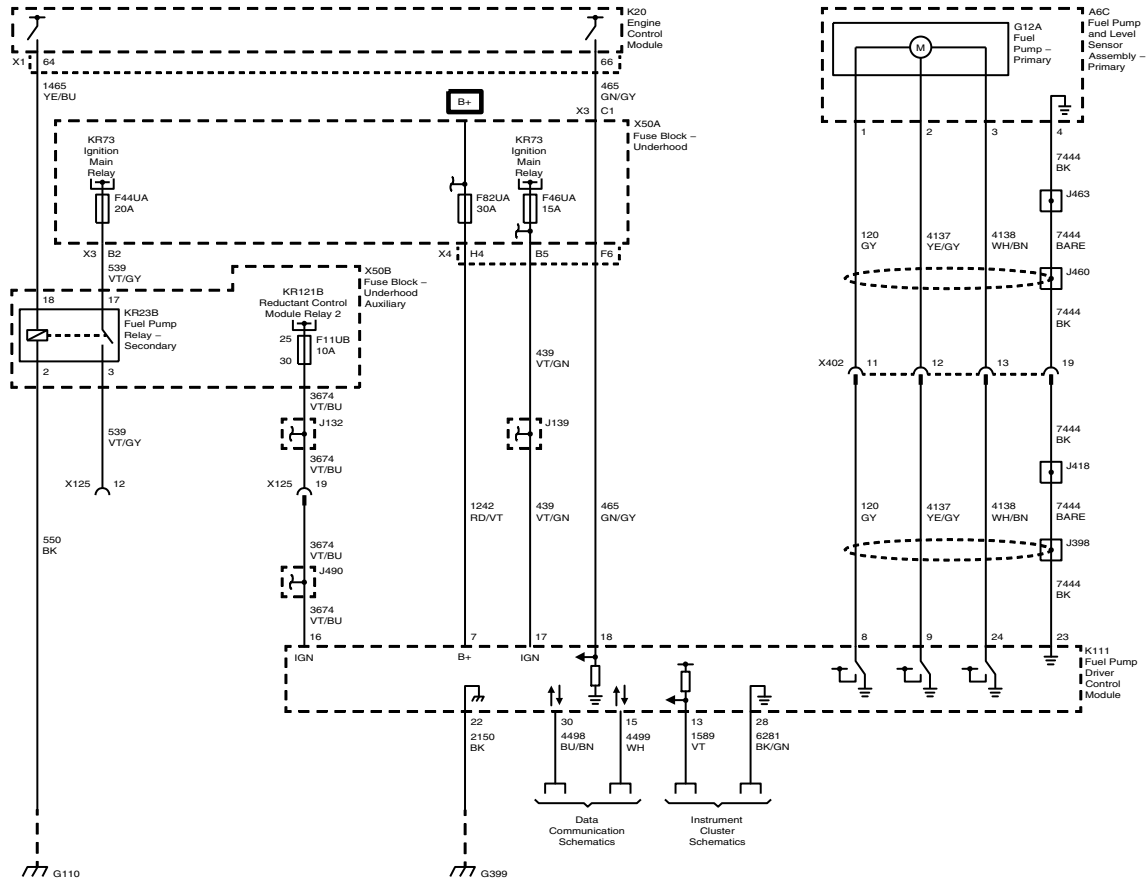 K20
Engine
Control
Module
A6C
Fuel Pump
and Level
Sensor
Assembly –
Primary
G12A
Fuel
Pump –
Primary
M
X1 64
66
1465
YE/BU
465
GN/GY
B+
X3 C1
1
2
3
4
X50A
Fuse Block –
Underhood
KR73
Ignition
Main
Relay
KR73
Ignition
Main
Relay
F44UA
20A
F82UA
30A
F46UA
15A
7444
BK
J463
120
GY
4137
YE/GY
4138
WH/BN
7444
BARE
X3 B2
X4 H4
B5
F6
539
VT/GY
X50B
Fuse Block –
Underhood
Auxiliary
J460
18
17
KR23B
Fuel Pump
Relay –
Secondary
KR121B
Reductant Control
Module Relay 2
25
30
F11UB
10A
7444
BK
439
VT/GN
2
3
X402 11
12
13
19
3674
VT/BU
J132
J139
539
VT/GY
7444
BK
3674
VT/BU
J418
X125 12
X125 19
1242
RD/VT
439
VT/GN
465
GN/GY
120
GY
4137
YE/GY
4138
WH/BN
7444
BARE
550
BK
3674
VT/BU
J398
J490
7444
BK
3674
VT/BU
16
7
17
18
8
9
24
23
IGN
B+
IGN
K111
Fuel Pump
Driver
Control
Module
22
30
15
13
28
2150
BK
4498
BU/BN
4499
WH
1589
VT
6281
BK/GN
Data
Communication
Schematics
Instrument
Cluster
Schematics
G110
G399